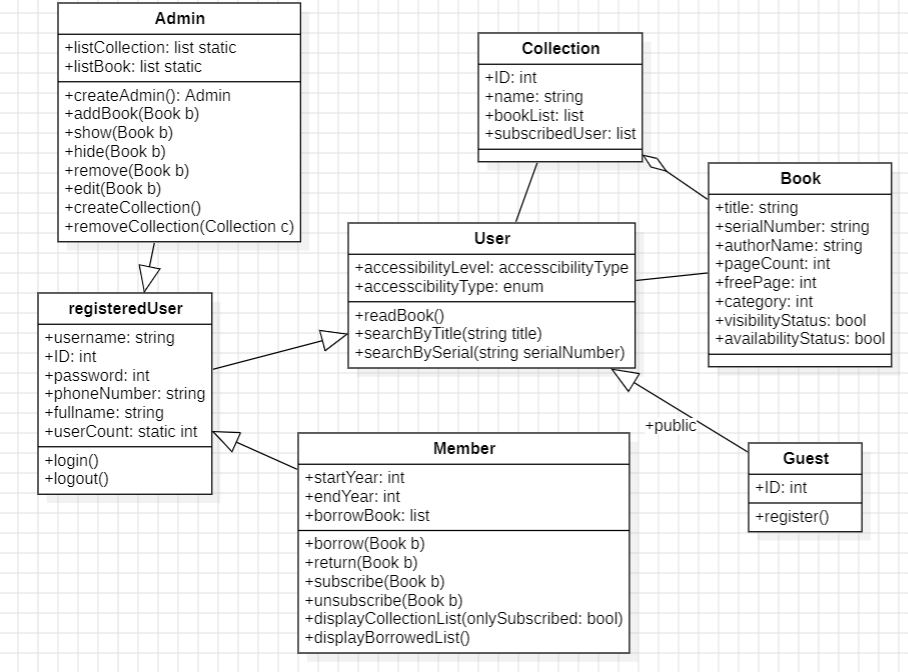 Admin
+listCollection: list static
+listBook: list static
+createAdmin(): Admin
+addBook(Book b)
+show(Book b)
+hide(Book b)
+remove(Book b)
+edit(Book b)
+createCollection()
+removeCollection(Collection c)
Collection
+ID: int
+name: string
+bookList: list
+subscribedUser: list
Book
+title: string
+serialNumber: string
+authorName: string
+pageCount: int
+freePage: int
+category: int
+visibilityStatus: bool
+availabilityStatus: bool
User
+accessibilityLevel: accesscibilityType
+accesscibilityType: enum
+readBook()
+searchByTitle(string title)
+searchBySerial(string serialNumber)
registeredUser
+username: string
+ID: int
+password: int
+phoneNumber: string
+fullname: string
+userCount: static int
+login()
+logout()
+public
Member
+startYear: int
+endYear: int
+borrowBook: list
+borrow(Book b)
+return(Book b)
+subscribe(Book b)
+unsubscribe(Book b)
+displayCollectionList(onlySubscribed: bool)
+displayBorrowedList()
Guest
+ID: int
+register()